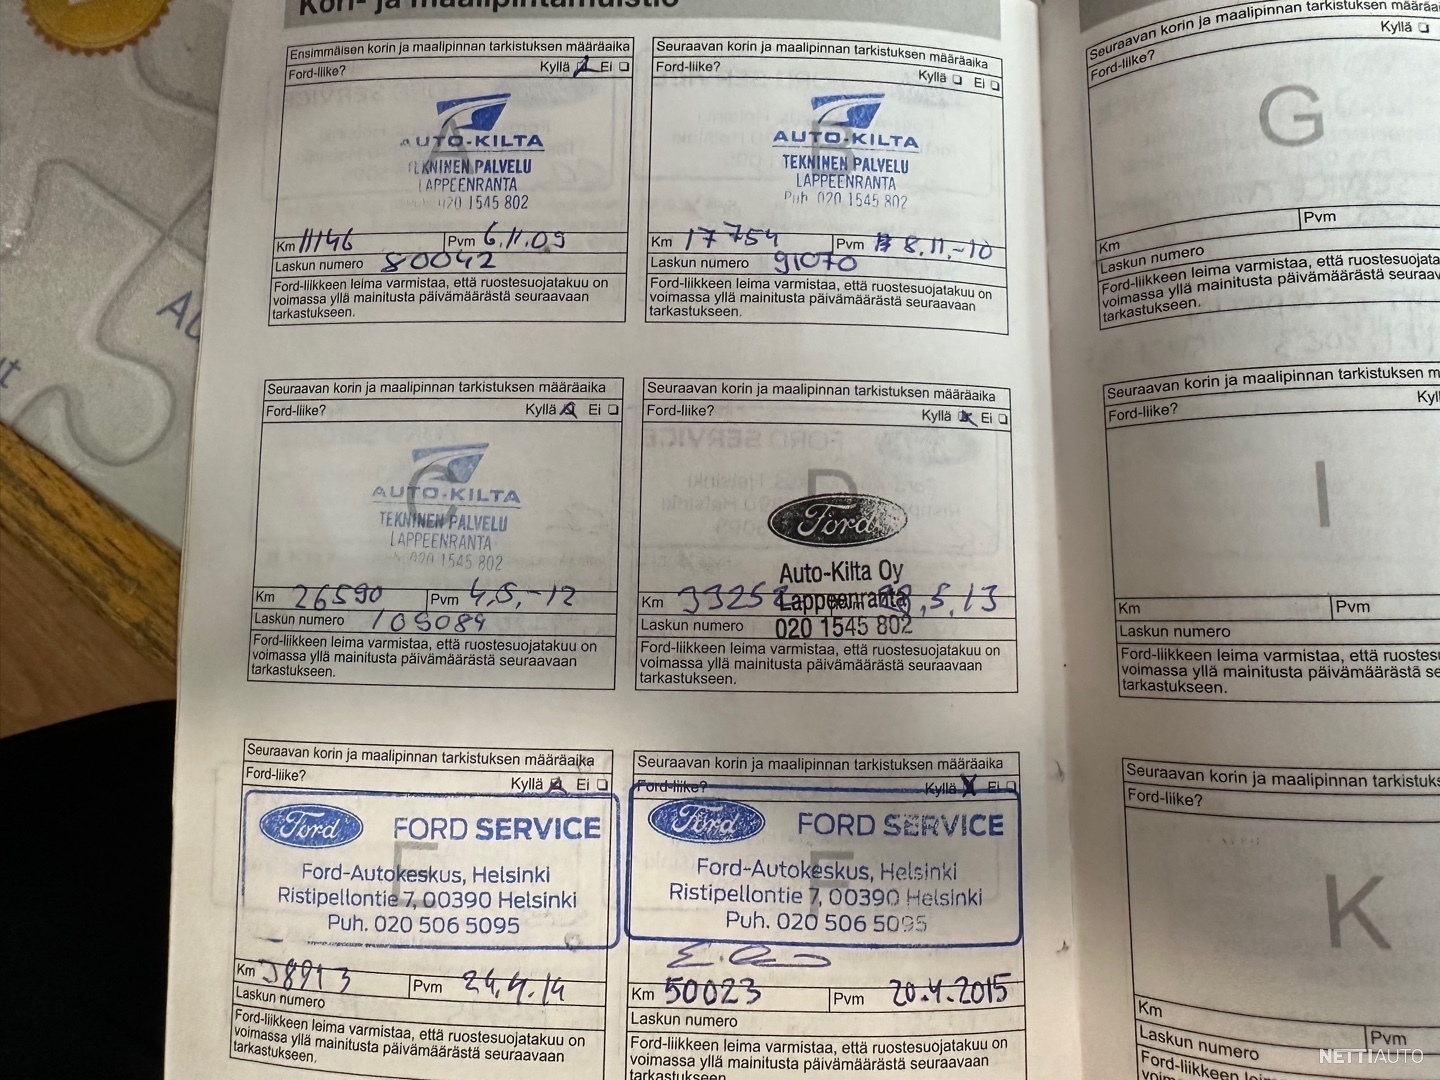 Kori- ja maalipintamuistio
Ensimmäisen korin ja maalipinnan tarkistuksen määräaika
Ford-liike? Kyllä Ei
A
AUTO-KILTA
TEKNINEN PALVELU
LAPPEENRANTA
020 1545 802
Km 11146 Pvm 6.11.09
Laskun numero 80042
Ford-liikkeen leima varmistaa, että ruostesuojatakuu on
voimassa yllä mainitusta päivämäärästä seuraavaan
tarkastukseen.
Seuraavan korin ja maalipinnan tarkistuksen määräaika
Ford-liike? Kyllä Ei
B
AUTO-KILTA
TEKNINEN PALVELU
LAPPEENRANTA
Puh. 020 1545 802
Km 17754 Pvm 8.11.-10
Laskun numero 91070
Ford-liikkeen leima varmistaa, että ruostesuojatakuu on
voimassa yllä mainitusta päivämäärästä seuraavaan
tarkastukseen.
Seuraavan korin ja maalipinnan tarkistuksen määräaika
Ford-liike? Kyllä Ei
C
AUTO-KILTA
TEKNINEN PALVELU
LAPPEENRANTA
020 1545 802
Km 26590 Pvm 4.5.-12
Laskun numero 105089
Ford-liikkeen leima varmistaa, että ruostesuojatakuu on
voimassa yllä mainitusta päivämäärästä seuraavaan
tarkastukseen.
Seuraavan korin ja maalipinnan tarkistuksen määräaika
Ford-liike? Kyllä Ei
D
Ford
Auto-Kilta Oy
Km Lappeenranta
Laskun numero 020 1545 802
Ford-liikkeen leima varmistaa, että ruostesuojatakuu on
voimassa yllä mainitusta päivämäärästä seuraavaan
tarkastukseen.
Seuraavan korin ja maalipinnan tarkistuksen määräaika
Ford-liike? Kyllä Ei
E
Ford FORD SERVICE
Ford-Autokeskus, Helsinki
Ristipellontie 7, 00390 Helsinki
Puh. 020 506 5095
Km 38913 Pvm 24.4.14
Laskun numero
Ford-liikkeen leima varmistaa, että ruostesuojatakuu on
voimassa yllä mainitusta päivämäärästä seuraavaan
tarkastukseen.
Seuraavan korin ja maalipinnan tarkistuksen määräaika
Ford-liike? Kyllä Ei
F
Ford FORD SERVICE
Ford-Autokeskus, Helsinki
Ristipellontie 7, 00390 Helsinki
Puh. 020 506 5095
Km 50023 Pvm 20.4.2015
Laskun numero
Ford-liikkeen leima varmistaa, että ruostesuojatakuu on
voimassa yllä mainitusta päivämäärästä seuraavaan
tarkastukseen.
Seuraavan korin ja maalipinnan tarkistuksen
Ford-liike? Kyllä
G
Km Pvm
Laskun numero
Ford-liikkeen leima varmistaa, että
voimassa yllä mainitusta päivämäärästä
tarkastukseen.
Seuraavan korin ja maalipinnan tarkistuksen
Ford-liike?
I
Km Pvm
Laskun numero
Ford-liikkeen leima varmistaa, että
voimassa yllä mainitusta päivämäärästä
tarkastukseen.
Seuraavan korin ja maalipinnan
Ford-liike?
K
Km
Laskun numero Pvm
Ford-liikkeen leima
NETTIAUTO